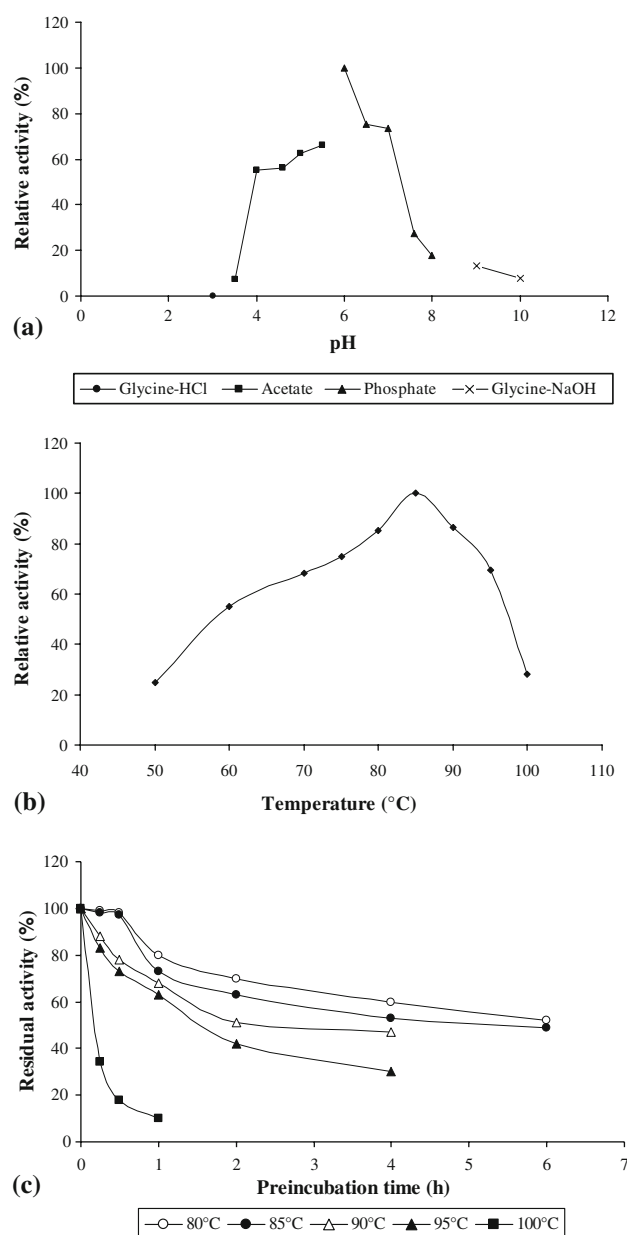 120
100
80
60
40
20
0
Relative activity (%)
0 2 4 6 8 10 12
pH
(a)
Glycine-HCl Acetate Phosphate Glycine-NaOH
120
100
80
60
40
20
0
Relative activity (%)
40 50 60 70 80 90 100 110
Temperature (°C)
(b)
120
100
80
60
40
20
0
Residual activity (%)
0 1 2 3 4 5 6 7
Preincubation time (h)
(c)
80°C 85°C 90°C 95°C 100°C